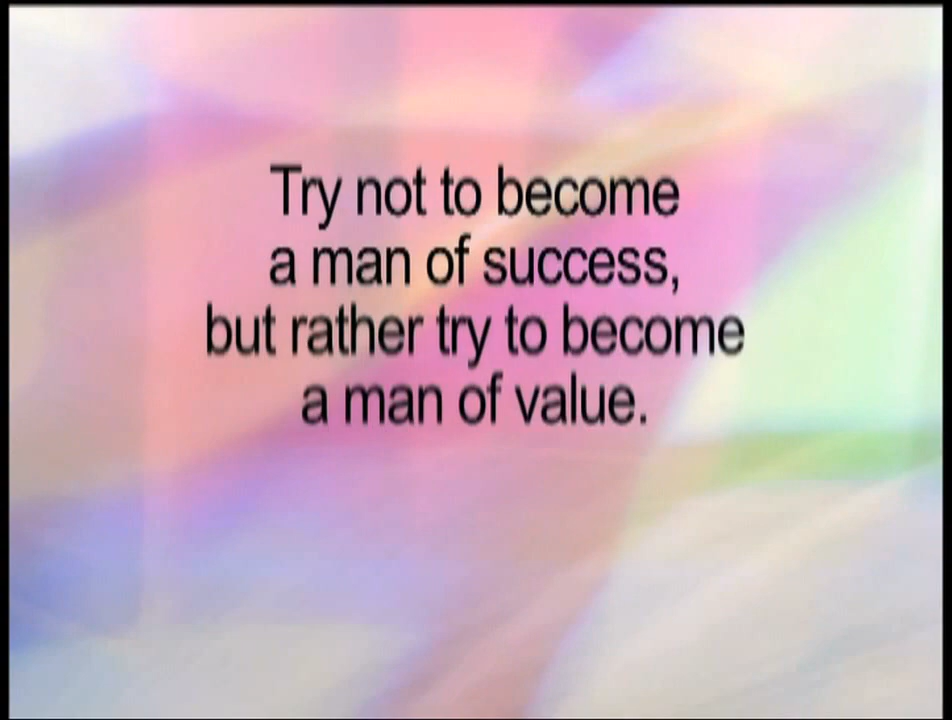 Try not to become
a man of success,
but rather try to become
a man of value.